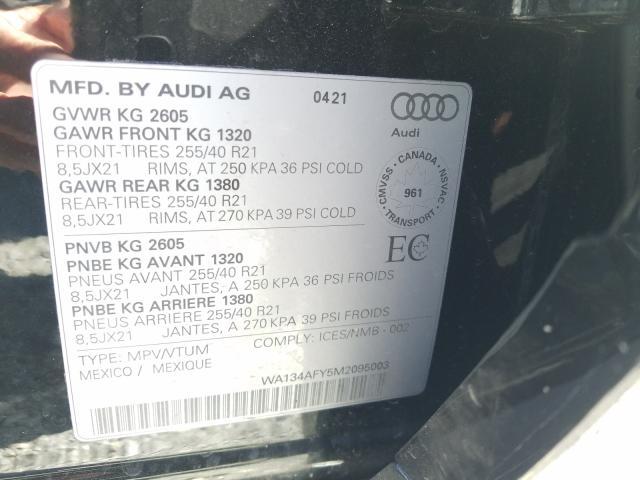 MFD. BY AUDI AG 0421
Audi
GVWR KG 2605
GAWR FRONT KG 1320
FRONT-TIRES 255/40 R21
8,5JX21 RIMS, AT 250 KPA 36 PSI COLD
GAWR REAR KG 1380
REAR-TIRES 255/40 R21
8,5JX21 RIMS, AT 270 KPA 39 PSI COLD
CMVSS - CANADA - NSVAC
961
TRANSPORT
PNVB KG 2605
PNBE KG AVANT 1320
PNEUS AVANT 255/40 R21
8,5JX21 JANTES, A 250 KPA 36 PSI FROIDS
PNBE KG ARRIERE 1380
PNEUS ARRIERE 255/40 R21
8,5JX21 JANTES, A 270 KPA 39 PSI FROIDS
EC
TYPE: MPV/VTUM COMPLY: ICES/NMB - 002
MEXICO / MEXIQUE
WA134AFY5M2095003